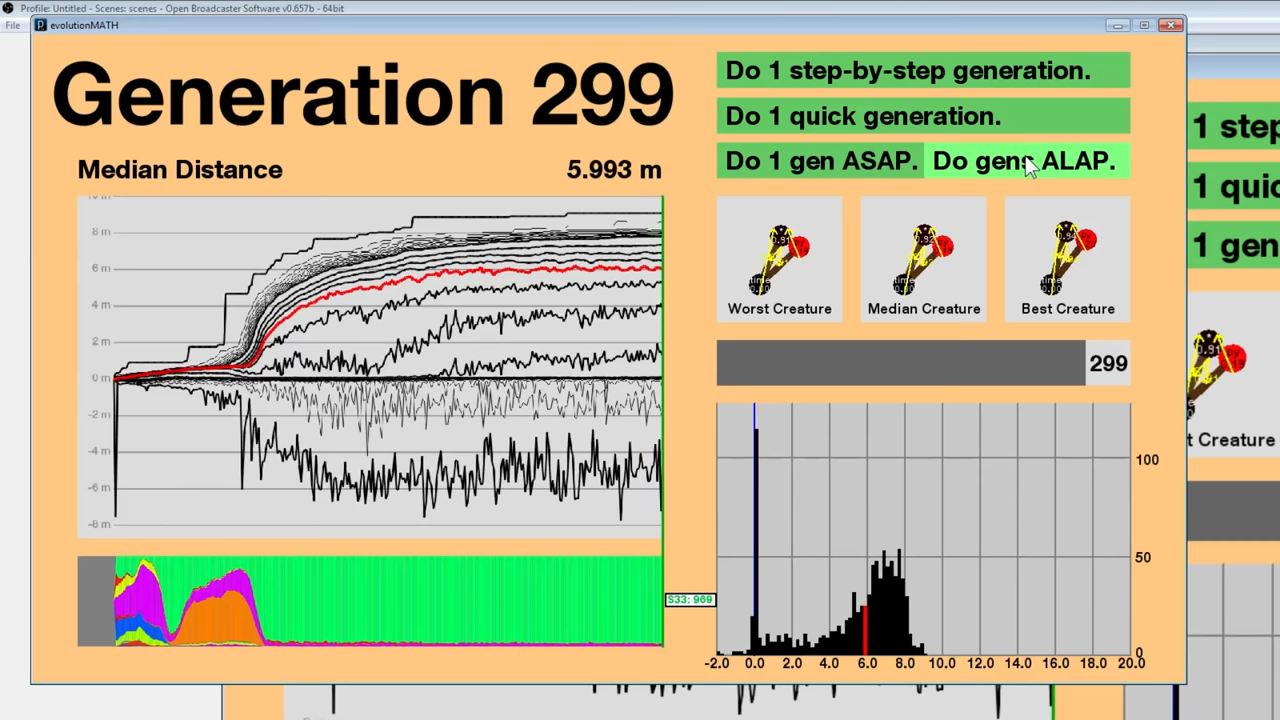 Profile: Untitled - Scenes: scenes - Open Broadcaster Software v0.657b - 64bit
File
evolutionMATH
Generation 299
Median Distance
5.993 m
8 m
6 m
4 m
2 m
0 m
-2 m
-4 m
-6 m
-8 m
S33: 969
Do 1 step-by-step generation.
Do 1 quick generation.
Do 1 gen ASAP.
Do gens ALAP.
Worst Creature
Median Creature
Best Creature
299
100
50
0
-2.0 0.0 2.0 4.0 6.0 8.0 10.0 12.0 14.0 16.0 18.0 20.0
1 step
1 quic
1 gen
t Creature